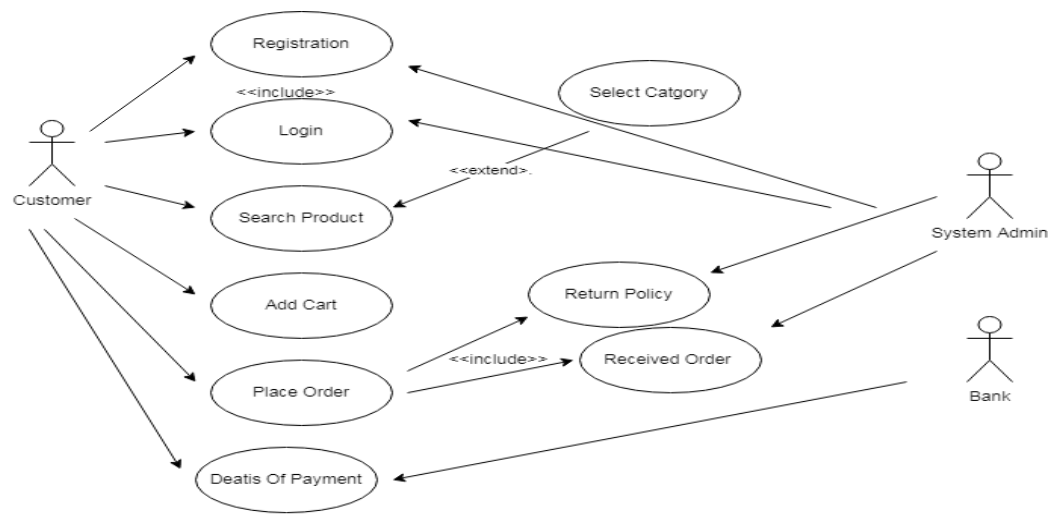 Registration
<<include>>
Select Catgory
Login
<<extend>.
Customer
Search Product
System Admin
Add Cart
Return Policy
<<include>>
Received Order
Place Order
Bank
Deatis Of Payment